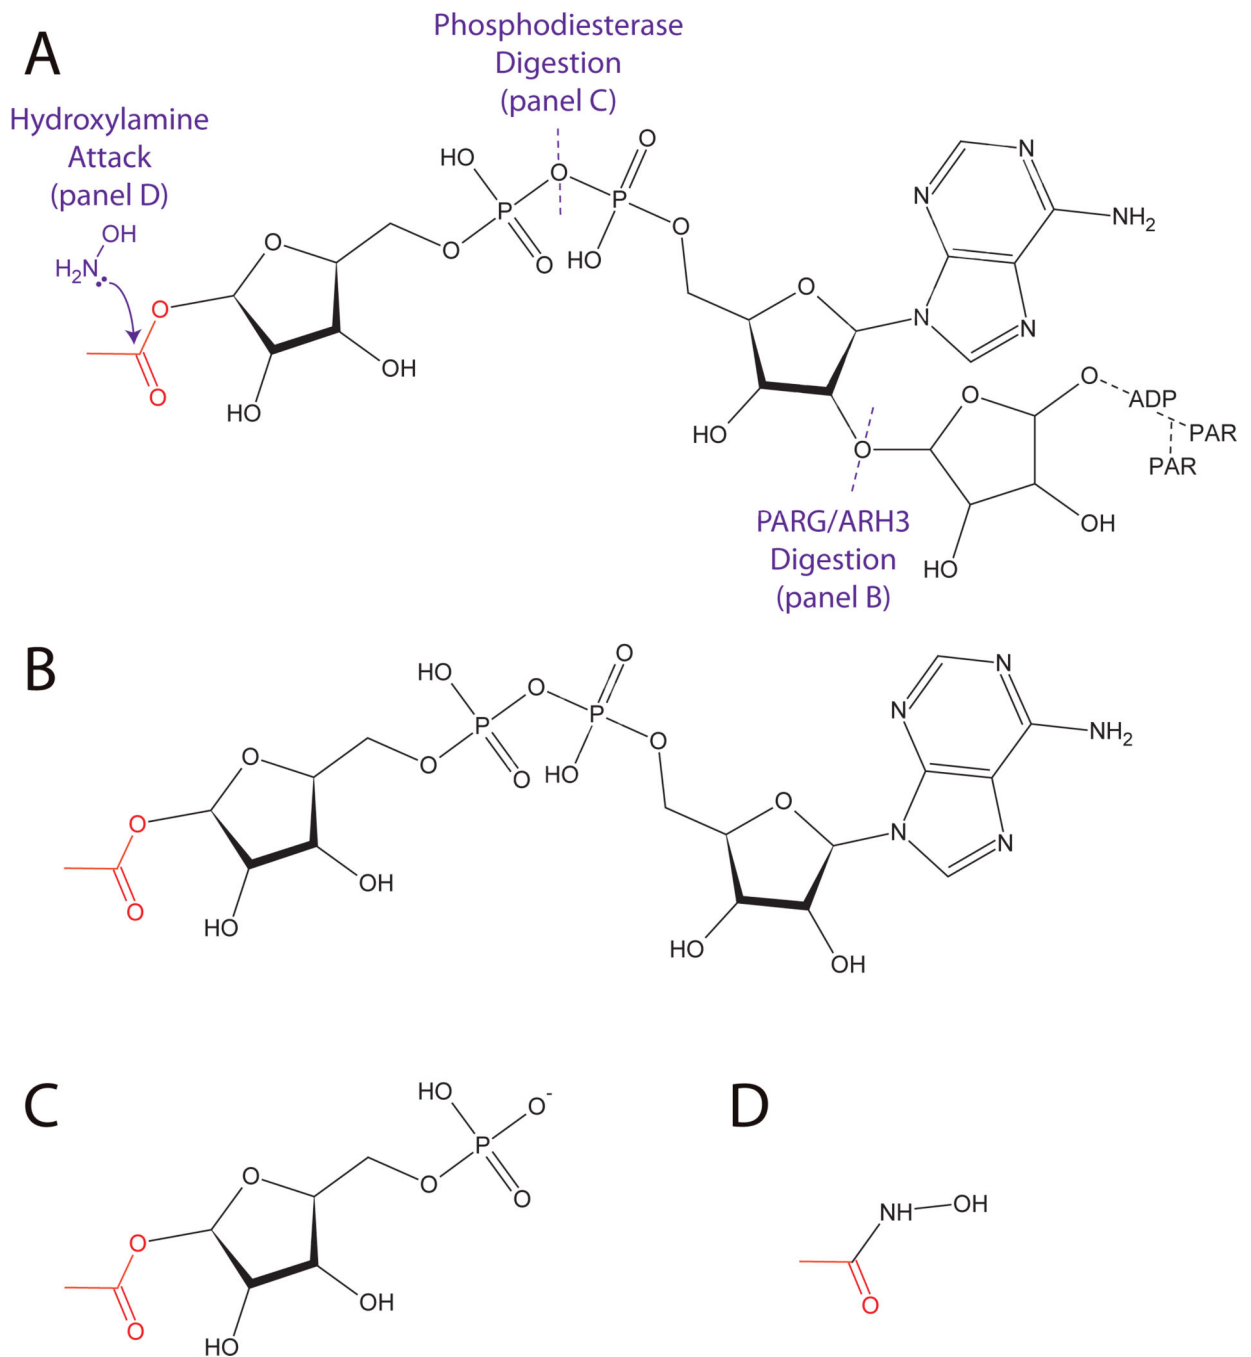 A
Phosphodiesterase
Digestion
(panel C)
Hydroxylamine
Attack
(panel D)
OH
H2N
O
O
O
HO
OH
O
HO
P
O
O
P
O
HO
O
O
HO
N
N
N
N
NH2
O
O
O
HO
OH
ADP
PAR
PAR
PARG/ARH3
Digestion
(panel B)
B
O
O
O
HO
OH
O
HO
P
O
O
P
O
HO
O
O
HO
OH
N
N
N
N
NH2
C
O
O
O
HO
OH
O
HO
P
O-
O
D
NH
OH
O